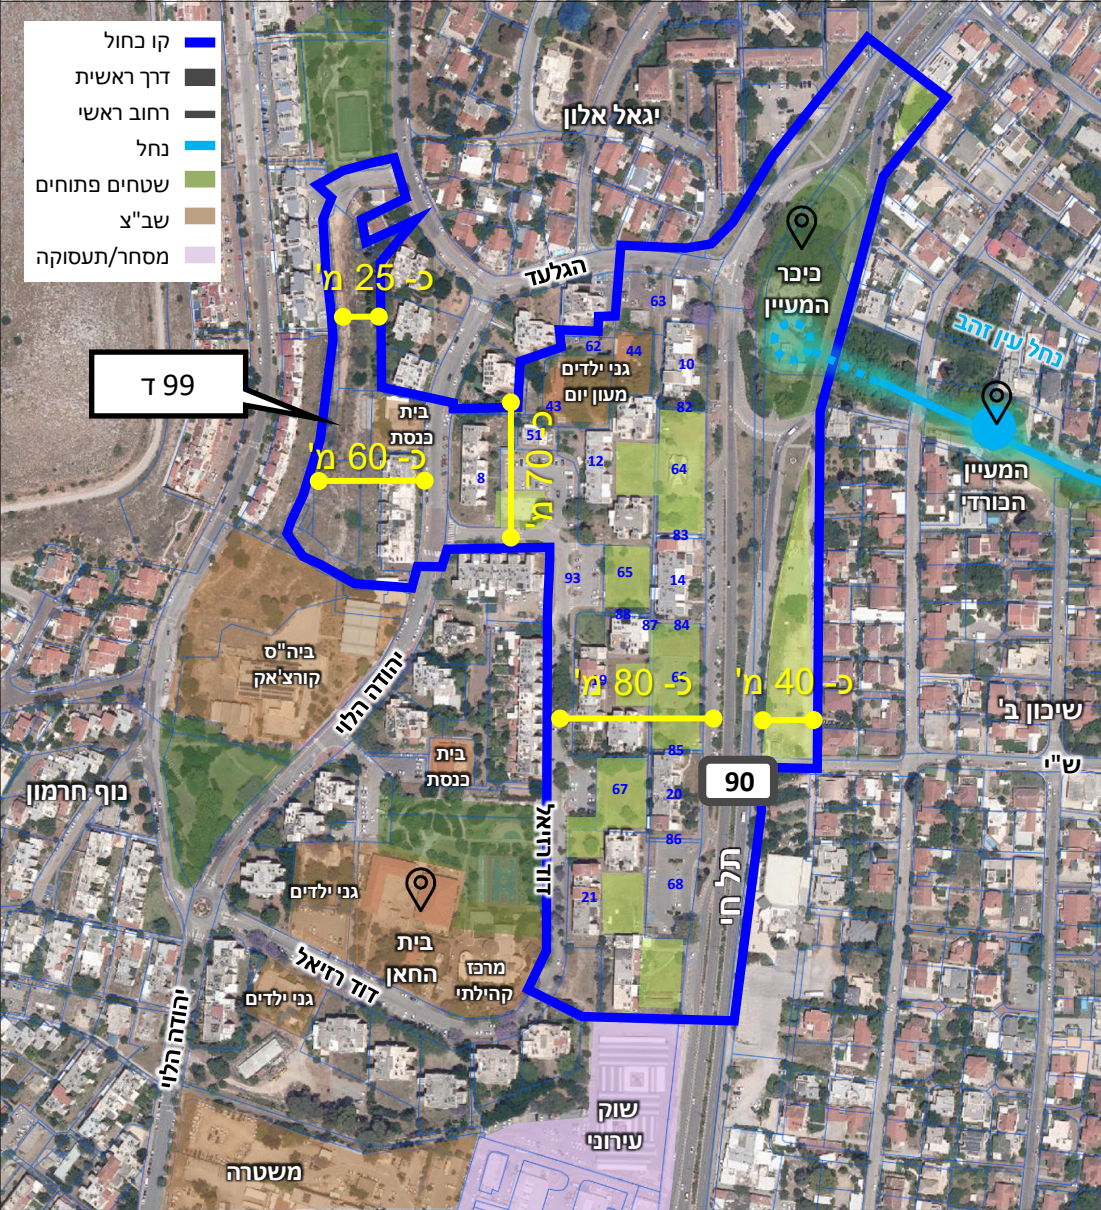 קו כחול
דרך ראשית
רחוב ראשי
נחל
שטחים פתוחים
שב"צ
מסחר/תעסוקה
יגאל אלון
כיכר
המעיין
הגלעד
כ- 25 מ'
63
נחל עין זהב
99 ד
62
44
10
גני ילדים
מעון יום
43
82
בית
כנסת
51
כ- 70 מ'
כ- 60 מ'
8
12
64
המעיין
הכורדי
83
93
65
14
88
87
84
ביה"ס
קורצ'אק
יהודה הלוי
כ- 80 מ'
כ- 40 מ'
שיכון ב'
ש"י
85
בית
כנסת
90
נוף חרמון
67
20
דוד רזיאל
86
תל חי
68
21
גני ילדים
בית
החאן
מרכז
קהילתי
דוד רזיאל
גני ילדים
יהודה הלוי
שוק
עירוני
משטרה